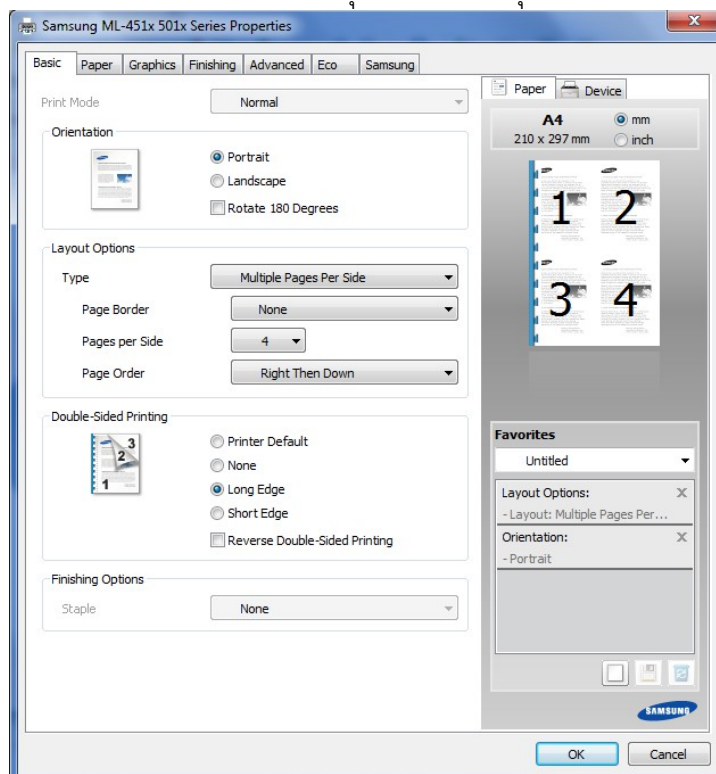 Samsung ML-451x 501x Series Properties
Basic Paper Graphics Finishing Advanced Eco Samsung
Print Mode Normal
Orientation
Portrait
Landscape
Rotate 180 Degrees
Layout Options
Type Multiple Pages Per Side
Page Border None
Pages per Side 4
Page Order Right Then Down
Double-Sided Printing
3
2
1
Printer Default
None
Long Edge
Short Edge
Reverse Double-Sided Printing
Finishing Options
Staple None
Paper Device
A4 mm
210 x 297 mm inch
1 2
3 4
Favorites
Untitled
Layout Options: X
- Layout: Multiple Pages Per...
Orientation: X
- Portrait
SAMSUNG
OK Cancel